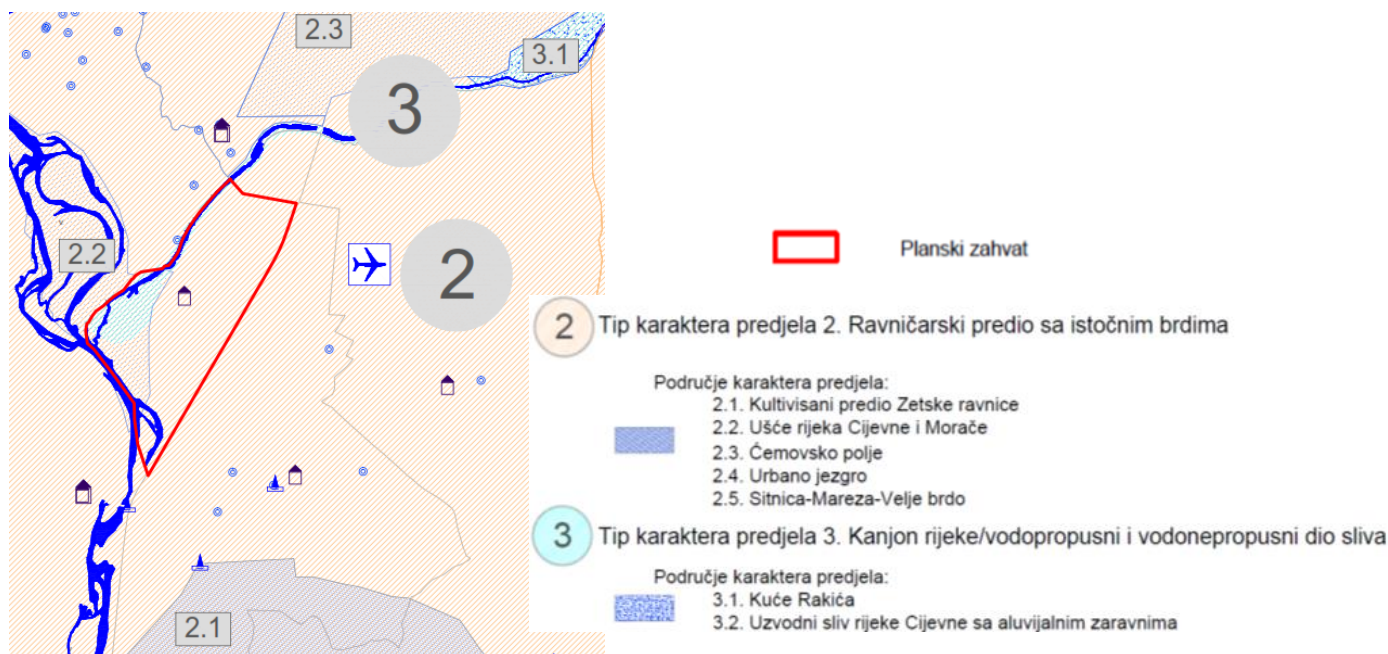 2.3
3.1
3
2.2
2
2.1
Planski zahvat
2 Tip karaktera predjela 2. Ravničarski predio sa istočnim brdima
Područje karaktera predjela:
2.1. Kultivisani predio Zetske ravnice
2.2. Ušće rijeka Cijevne i Morače
2.3. Ćemovsko polje
2.4. Urbano jezgro
2.5. Sitnica-Mareza-Velje brdo
3 Tip karaktera predjela 3. Kanjon rijeke/vodopropusni i vodonepropusni dio sliva
Područje karaktera predjela:
3.1. Kuće Rakića
3.2. Uzvodni sliv rijeke Cijevne sa aluvijalnim zaravnima